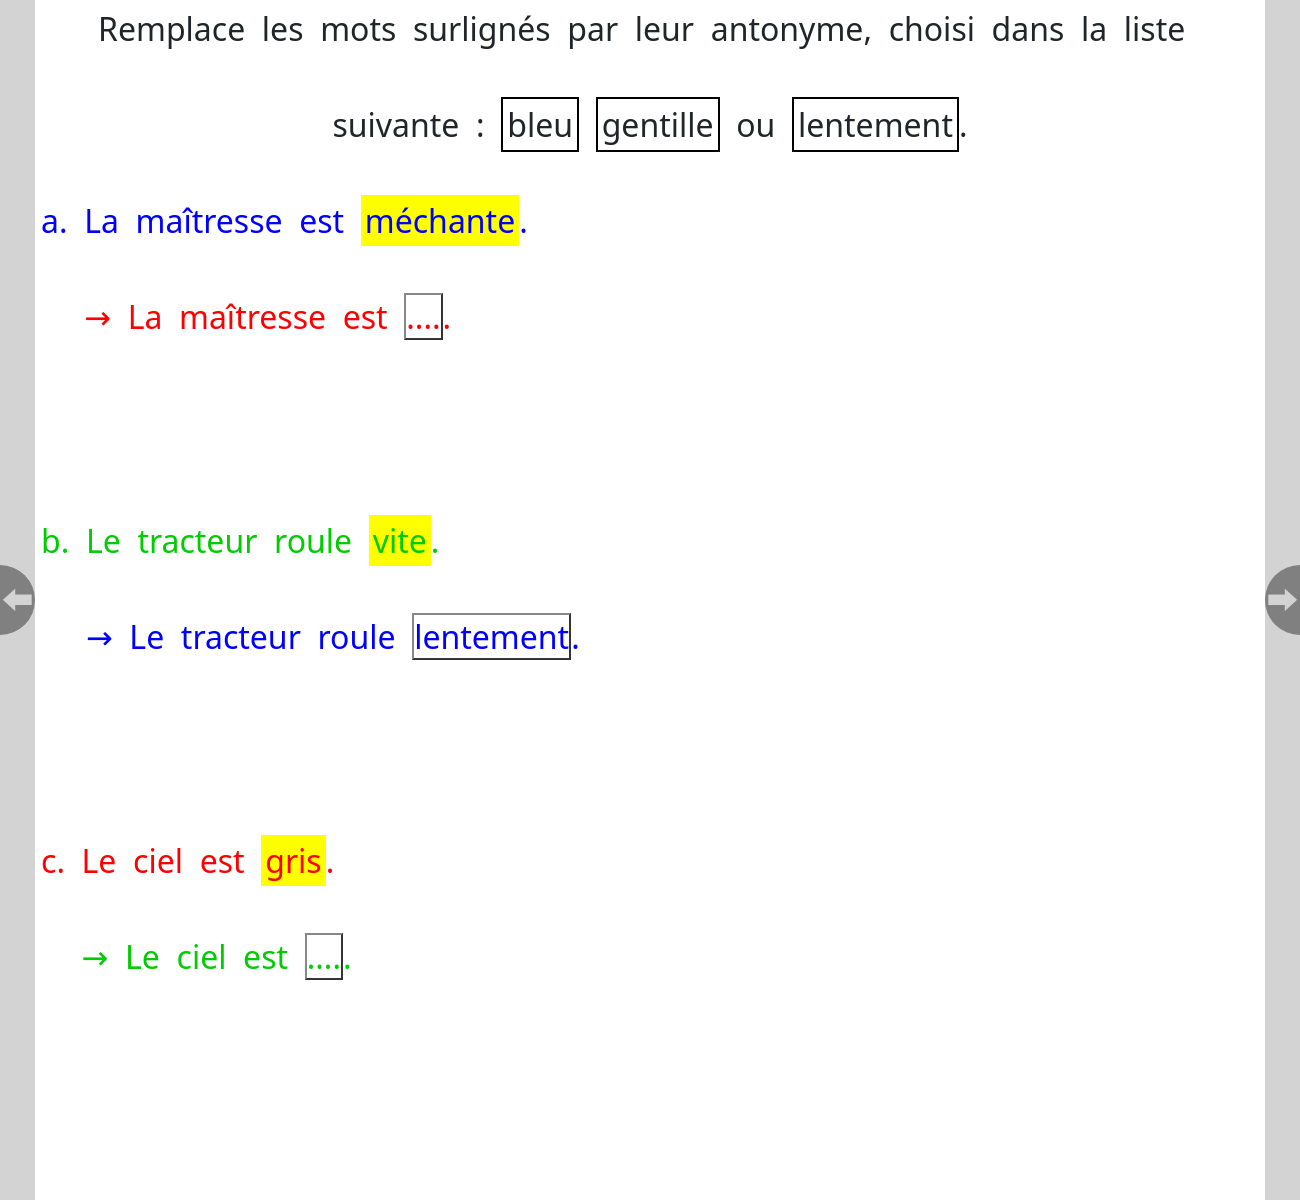 Remplace les mots surlignés par leur antonyme, choisi dans la liste
suivante : bleu gentille ou lentement.
a. La maîtresse est méchante.
→ La maîtresse est .....
b. Le tracteur roule vite.
→ Le tracteur roule lentement.
c. Le ciel est gris.
→ Le ciel est .....